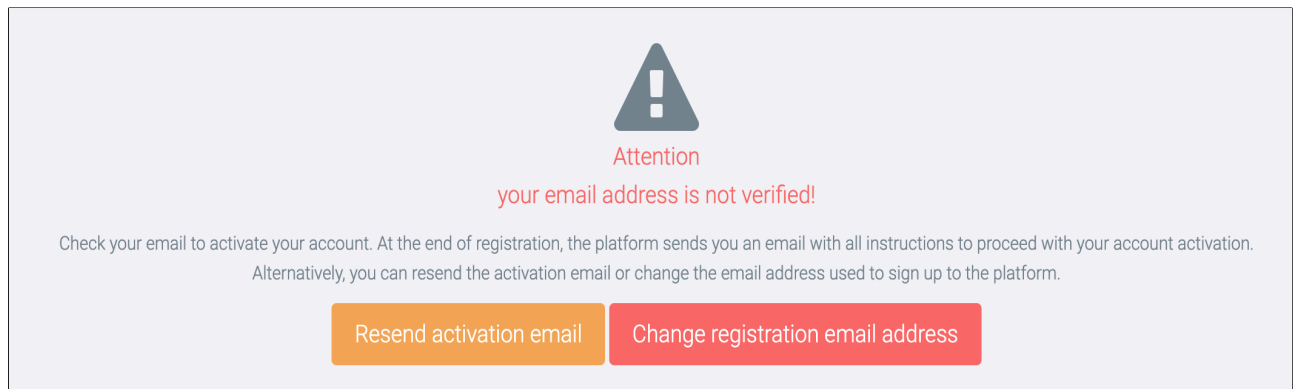 Attention
your email address is not verified!
Check your email to activate your account. At the end of registration, the platform sends you an email with all instructions to proceed with your account activation.
Alternatively, you can resend the activation email or change the email address used to sign up to the platform.
Resend activation email Change registration email address